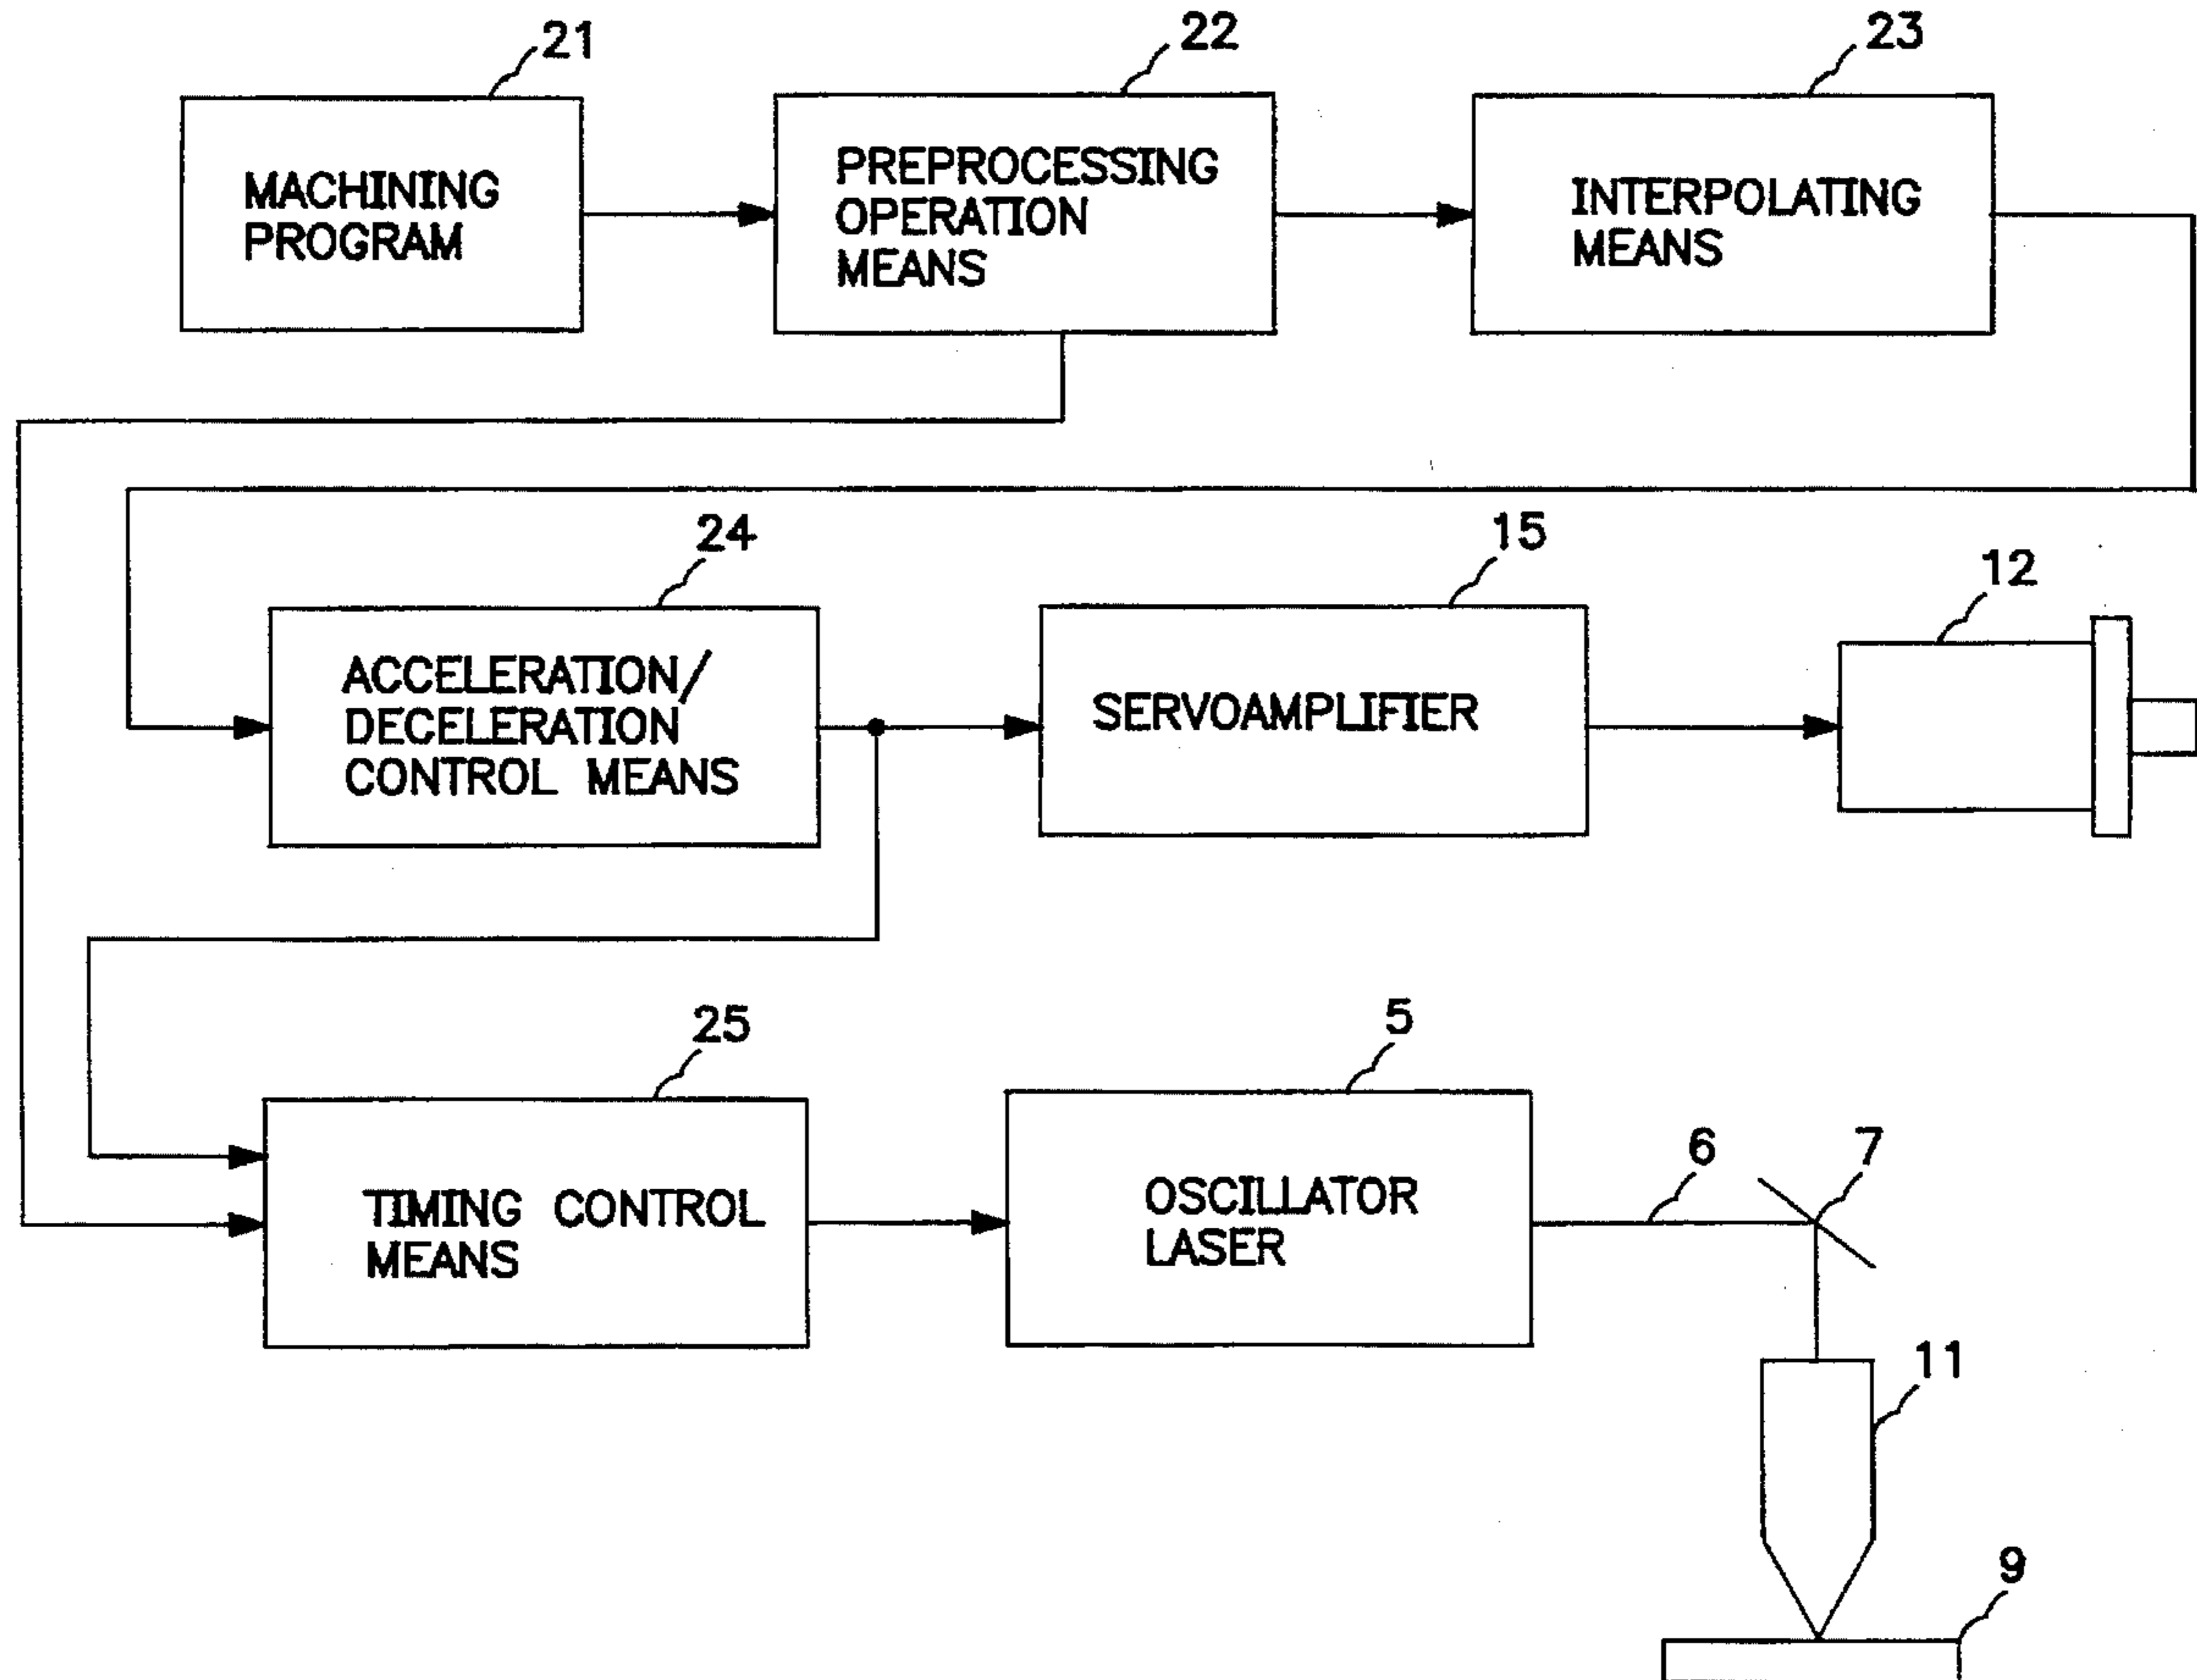 21
22
23
MACHINING
PROGRAM
PREPROCESSING
OPERATION
MEANS
INTERPOLATING
MEANS
24
15
12
ACCELERATION/
DECELERATION
CONTROL MEANS
SERVOAMPLIFIER
25
5
6
7
TIMING CONTROL
MEANS
OSCILLATOR
LASER
11
9